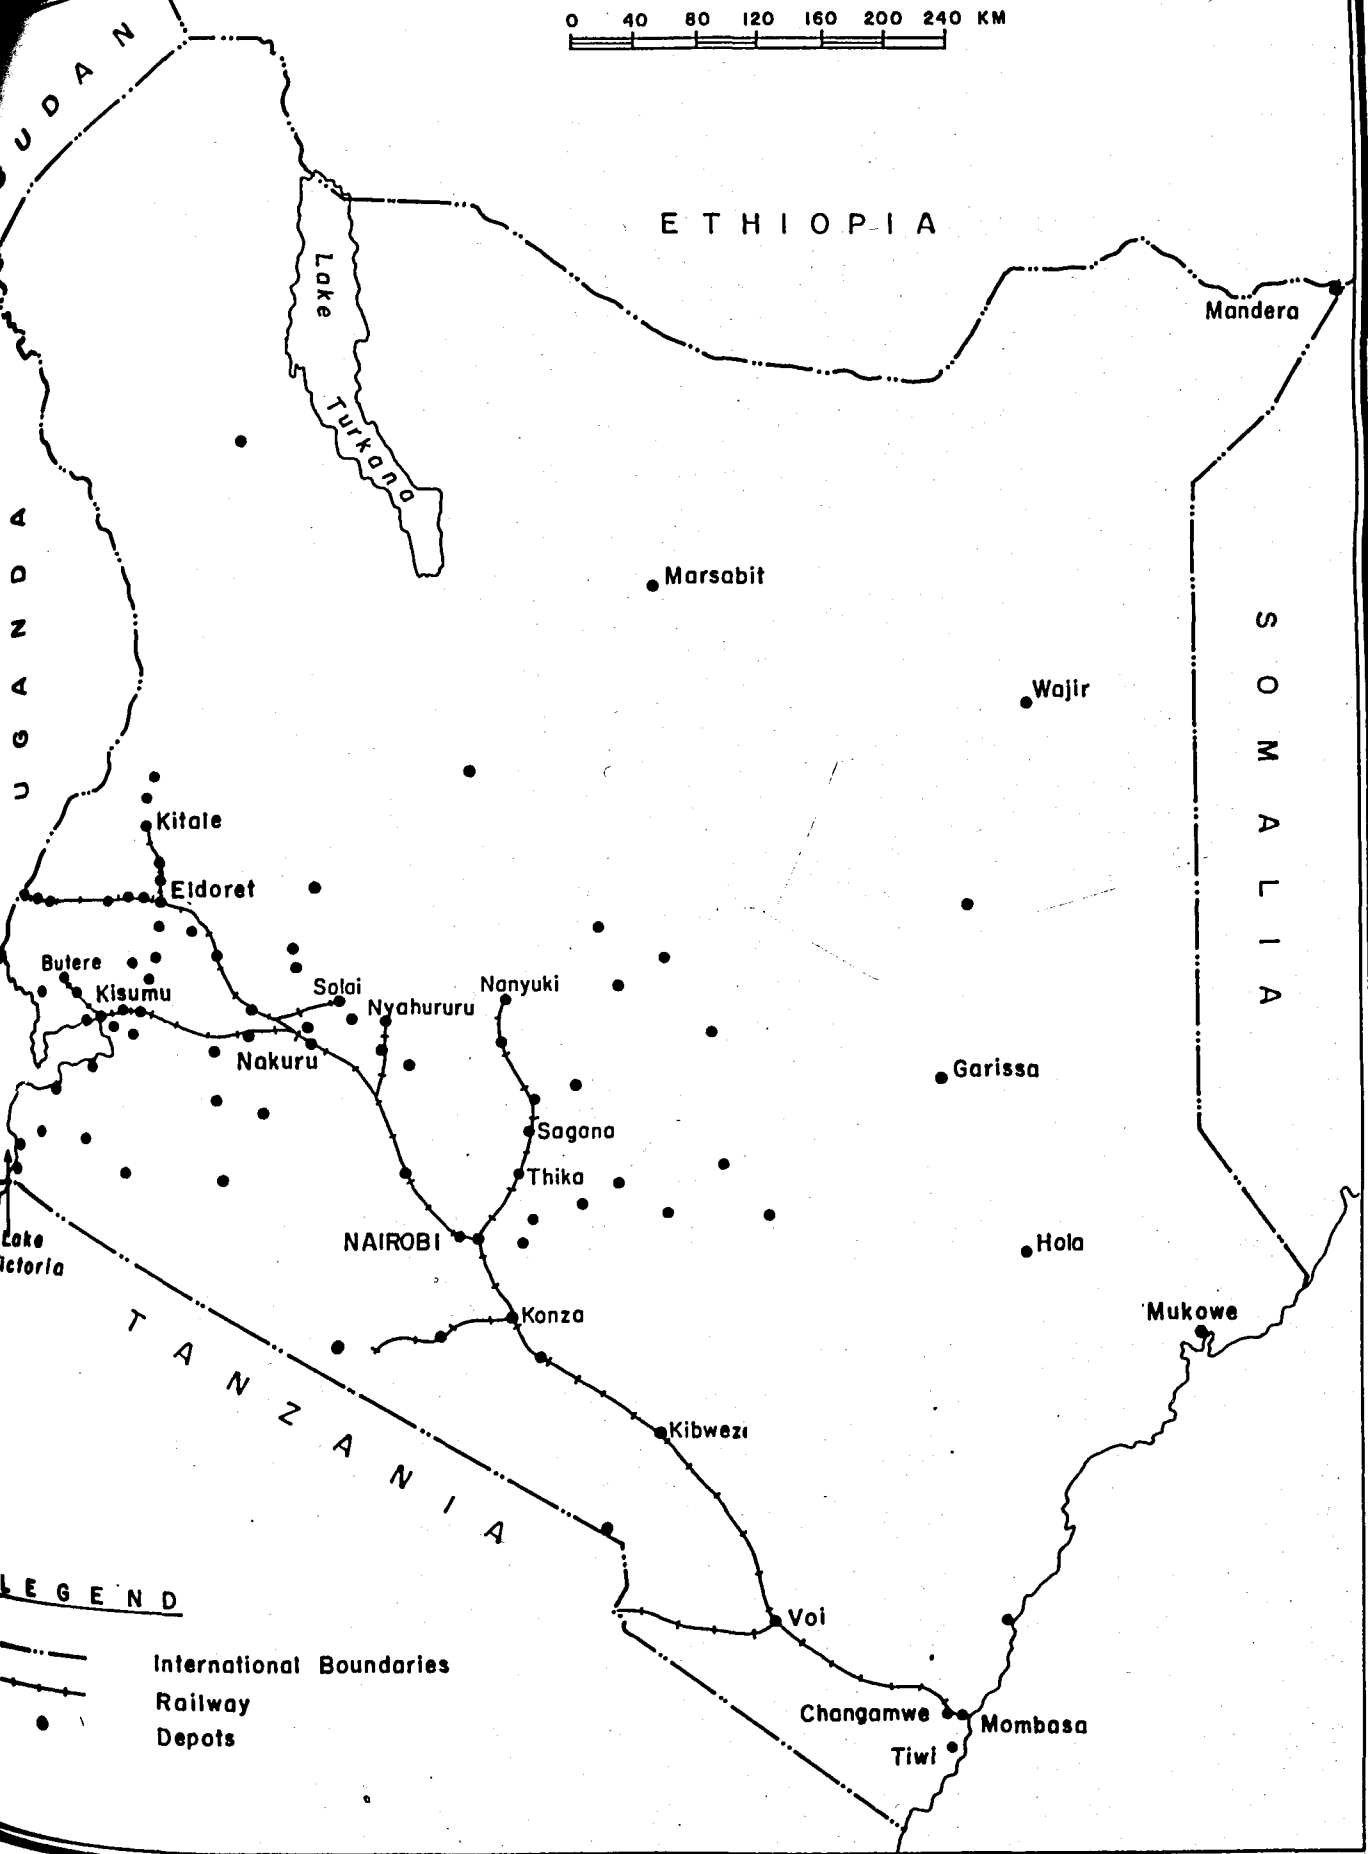 0 40 80 120 160 200 240 KM
UDAN
ETHIOPIA
Lake
Turkana
Mandera
UGANDA
Marsabit
SOMALIA
Wajir
Kitale
Eldoret
Butere
Kisumu
Solai
Nyahururu
Nanyuki
Nakuru
Garissa
Sagana
Thika
NAIROBI
Hola
Lake
ictoria
Konza
Mukowe
TANZANIA
Kibwezi
LEGEND
Voi
International Boundaries
Railway
Depots
Changamwe
Mombasa
Tiwi